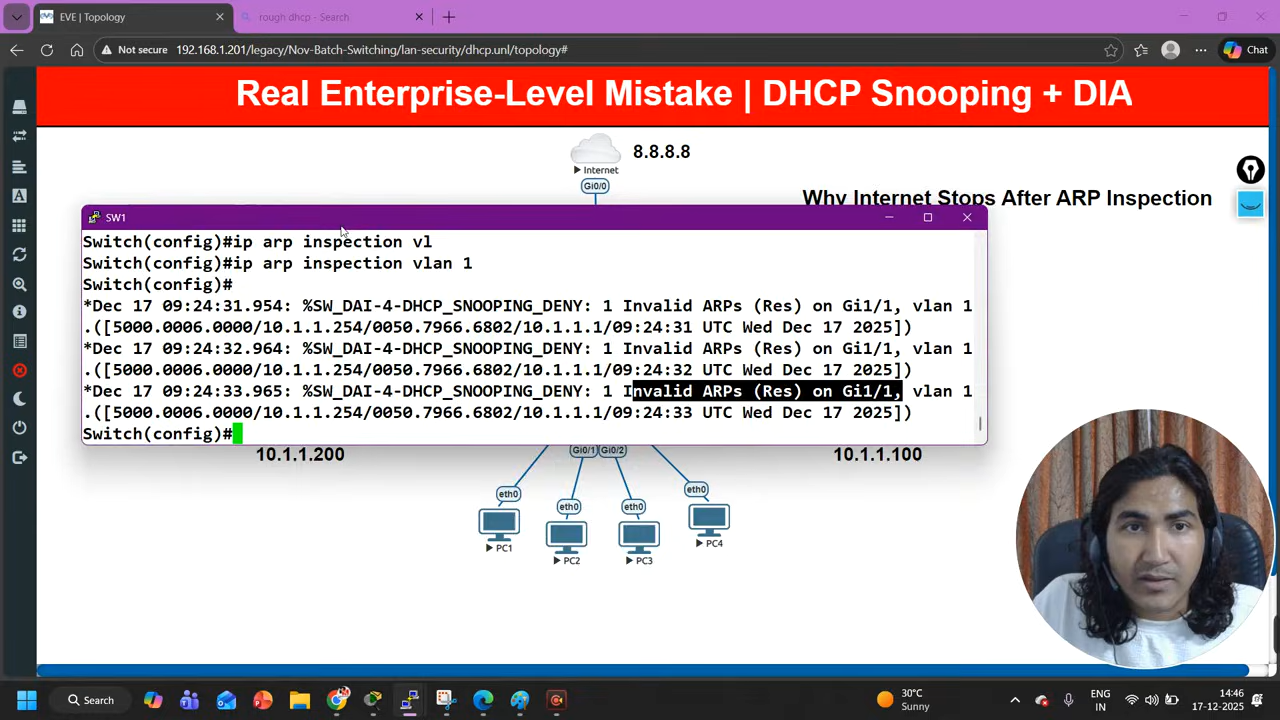 EVE | Topology
rough dhcp - Search
Not secure
192.168.1.201/legacy/Nov-Batch-Switching/lan-security/dhcp.unl/topology#
Chat
Real Enterprise-Level Mistake | DHCP Snooping + DIA
8.8.8.8
Internet
Gi0/0
Why Internet Stops After ARP Inspection
SW1
Switch(config)#ip arp inspection vl
Switch(config)#ip arp inspection vlan 1
Switch(config)#
*Dec 17 09:24:31.954: %SW_DAI-4-DHCP_SNOOPING_DENY: 1 Invalid ARPs (Res) on Gi1/1, vlan 1
.([5000.0006.0000/10.1.1.254/0050.7966.6802/10.1.1.1/09:24:31 UTC Wed Dec 17 2025])
*Dec 17 09:24:32.964: %SW_DAI-4-DHCP_SNOOPING_DENY: 1 Invalid ARPs (Res) on Gi1/1, vlan 1
.([5000.0006.0000/10.1.1.254/0050.7966.6802/10.1.1.1/09:24:32 UTC Wed Dec 17 2025])
*Dec 17 09:24:33.965: %SW_DAI-4-DHCP_SNOOPING_DENY: 1 Invalid ARPs (Res) on Gi1/1, vlan 1
.([5000.0006.0000/10.1.1.254/0050.7966.6802/10.1.1.1/09:24:33 UTC Wed Dec 17 2025])
Switch(config)#
10.1.1.200
Gi0/1
Gi0/2
10.1.1.100
eth0
eth0
eth0
eth0
PC1
PC2
PC3
PC4
Search
30°C
Sunny
ENG
IN
14:46
17-12-2025